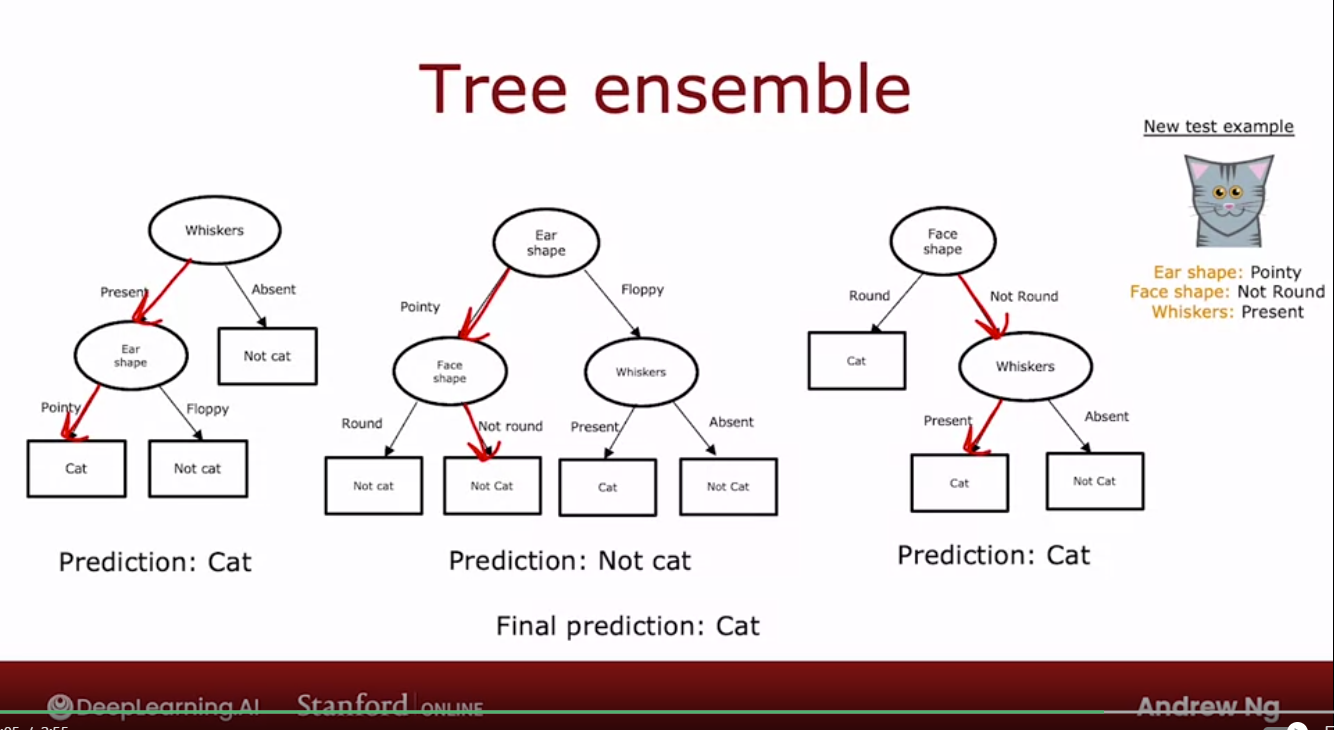 Tree ensemble
New test example
Ear shape: Pointy
Face shape: Not Round
Whiskers: Present
Whiskers
Present
Absent
Ear
shape
Not cat
Pointy
Floppy
Cat
Not cat
Prediction: Cat
Ear
shape
Pointy
Floppy
Face
shape
Whiskers
Round
Not round
Present
Absent
Not cat
Not Cat
Cat
Not Cat
Prediction: Not cat
Face
shape
Round
Not Round
Cat
Whiskers
Present
Absent
Cat
Not Cat
Prediction: Cat
Final prediction: Cat
DeepLearning.AI
Stanford ONLINE
Andrew Ng